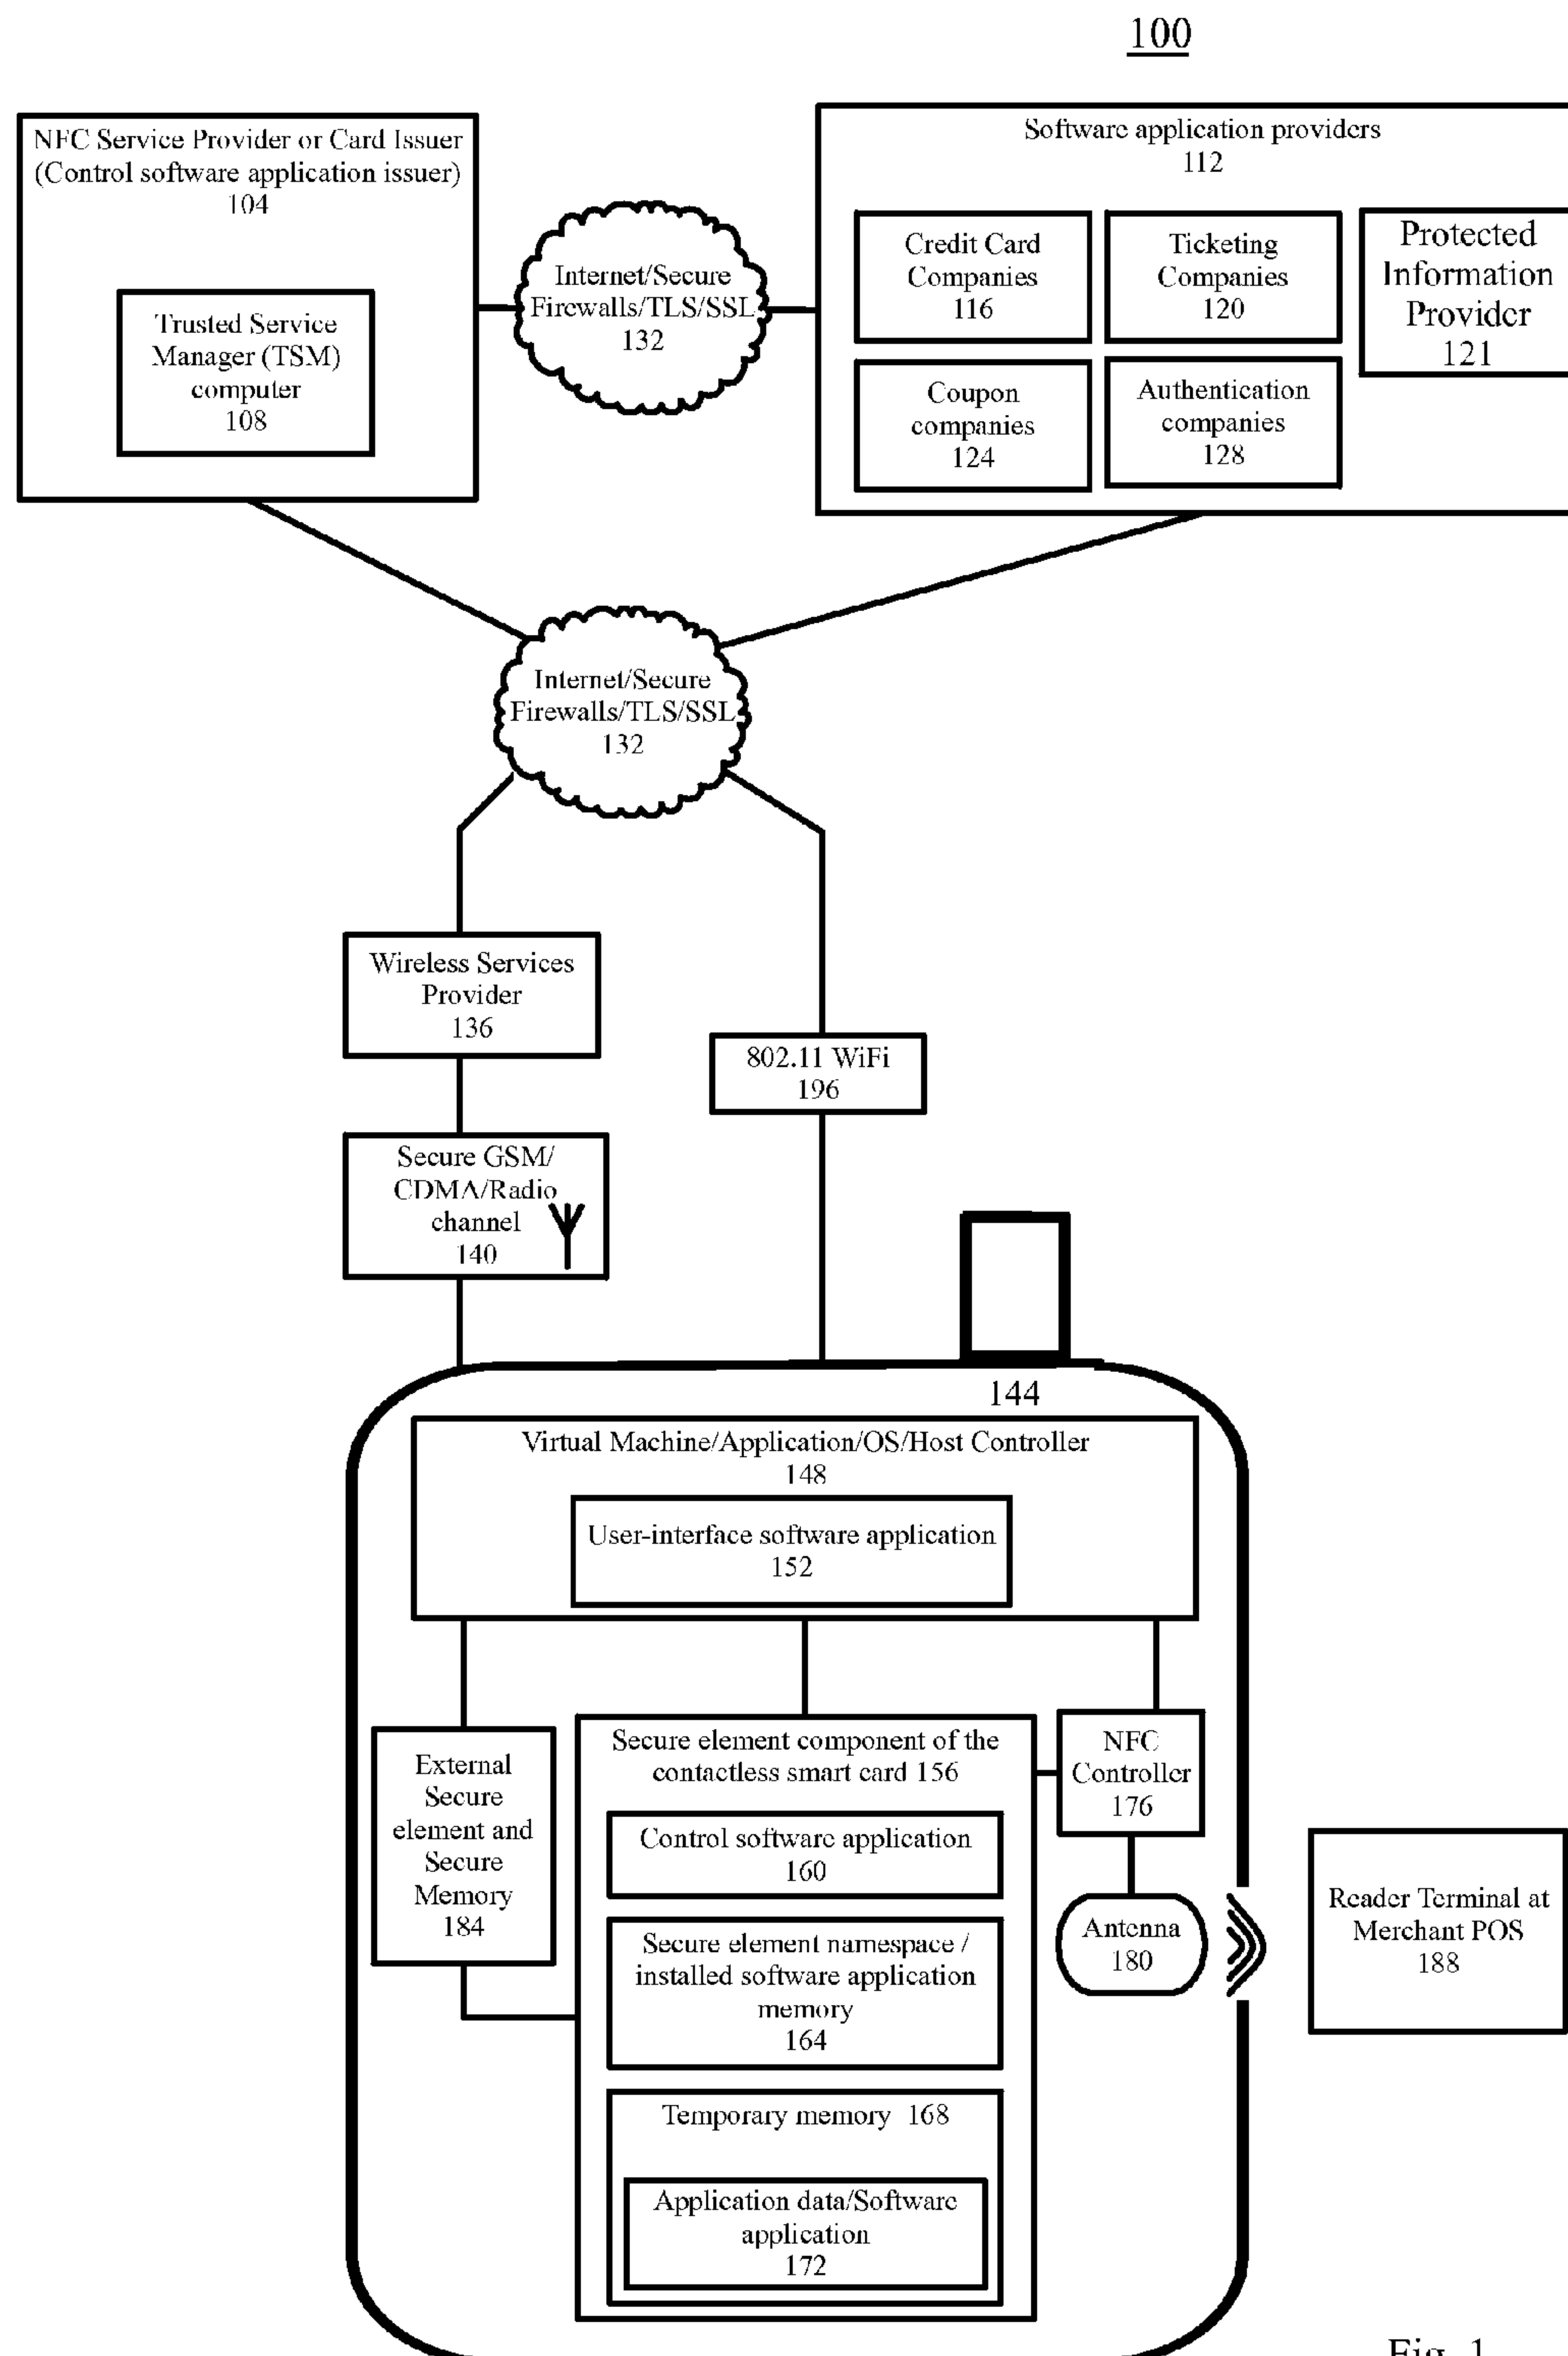 100
NFC Service Provider or Card Issuer
(Control software application issuer)
104
Trusted Service
Manager (TSM)
computer
108
Internet/Secure
Firewalls/TLS/SSL
132
Software application providers
112
Credit Card
Companies
116
Ticketing
Companies
120
Protected
Information
Provider
121
Coupon
companies
124
Authentication
companies
128
Internet/Secure
Firewalls/TLS/SSL
132
Wireless Services
Provider
136
802.11 WiFi
196
Secure GSM/
CDMA/Radio
channel
140
144
Virtual Machine/Application/OS/Host Controller
148
User-interface software application
152
External
Secure
element and
Secure
Memory
184
Secure element component of the
contactless smart card 156
Control software application
160
Secure element namespace /
installed software application
memory
164
Temporary memory 168
Application data/Software
application
172
NFC
Controller
176
Antenna
180
Reader Terminal at
Merchant POS
188
Fig. 1